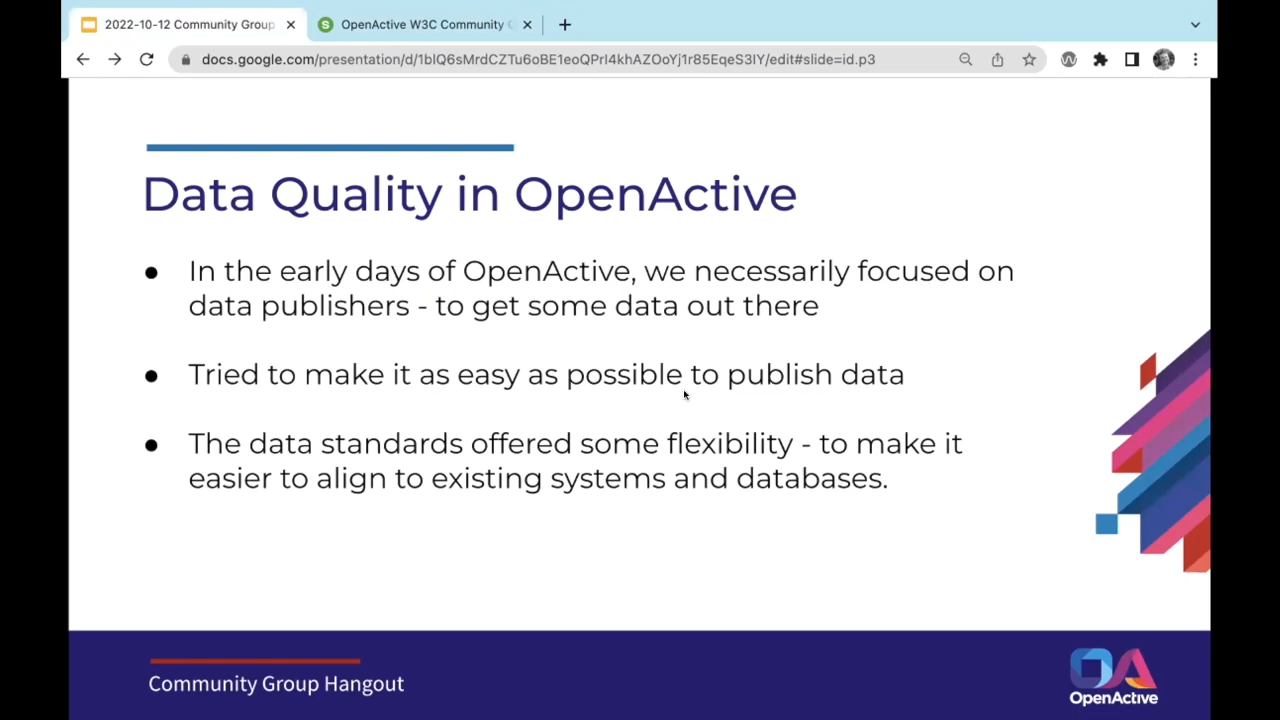 2022-10-12 Community Group
OpenActive W3C Community
docs.google.com/presentation/d/1blQ6sMrdCZTu6oBE1eoQPrI4khAZOoYj1r85EqeS3IY/edit#slide=id.p3
Data Quality in OpenActive
● In the early days of OpenActive, we necessarily focused on
data publishers - to get some data out there
● Tried to make it as easy as possible to publish data
● The data standards offered some flexibility - to make it
easier to align to existing systems and databases.
Community Group Hangout
OpenActive